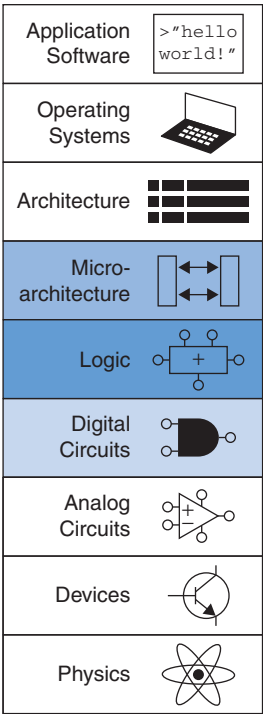 Application
Software
>"hello
world!"
Operating
Systems
Architecture
Micro-
architecture
Logic
+
Digital
Circuits
Analog
Circuits
+
−
Devices
Physics